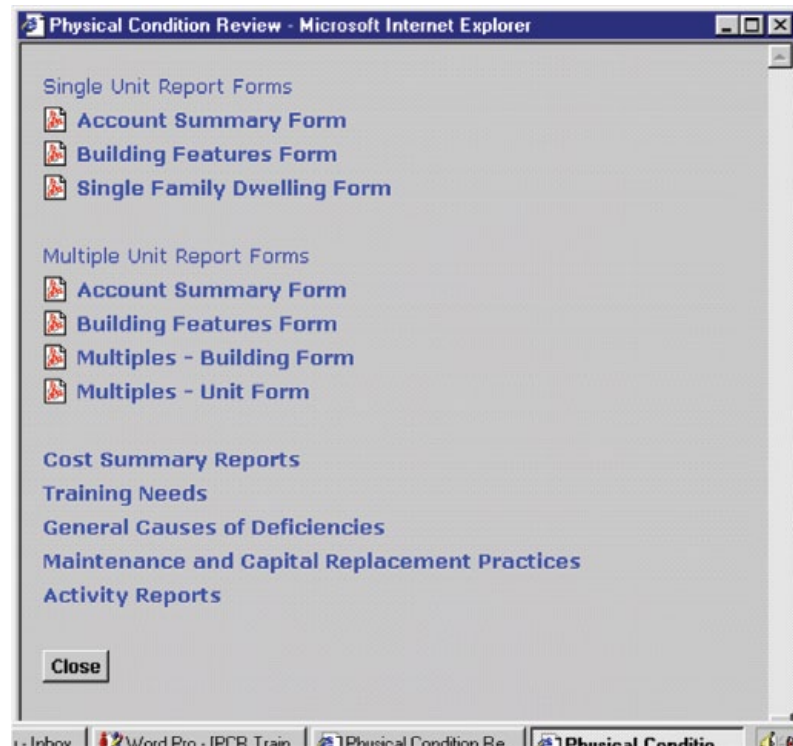 Physical Condition Review - Microsoft Internet Explorer
Single Unit Report Forms
Account Summary Form
Building Features Form
Single Family Dwelling Form
Multiple Unit Report Forms
Account Summary Form
Building Features Form
Multiples - Building Form
Multiples - Unit Form
Cost Summary Reports
Training Needs
General Causes of Deficiencies
Maintenance and Capital Replacement Practices
Activity Reports
Close
- Inbox Word Pro - [PCR Train Physical Condition Re Physical Conditio